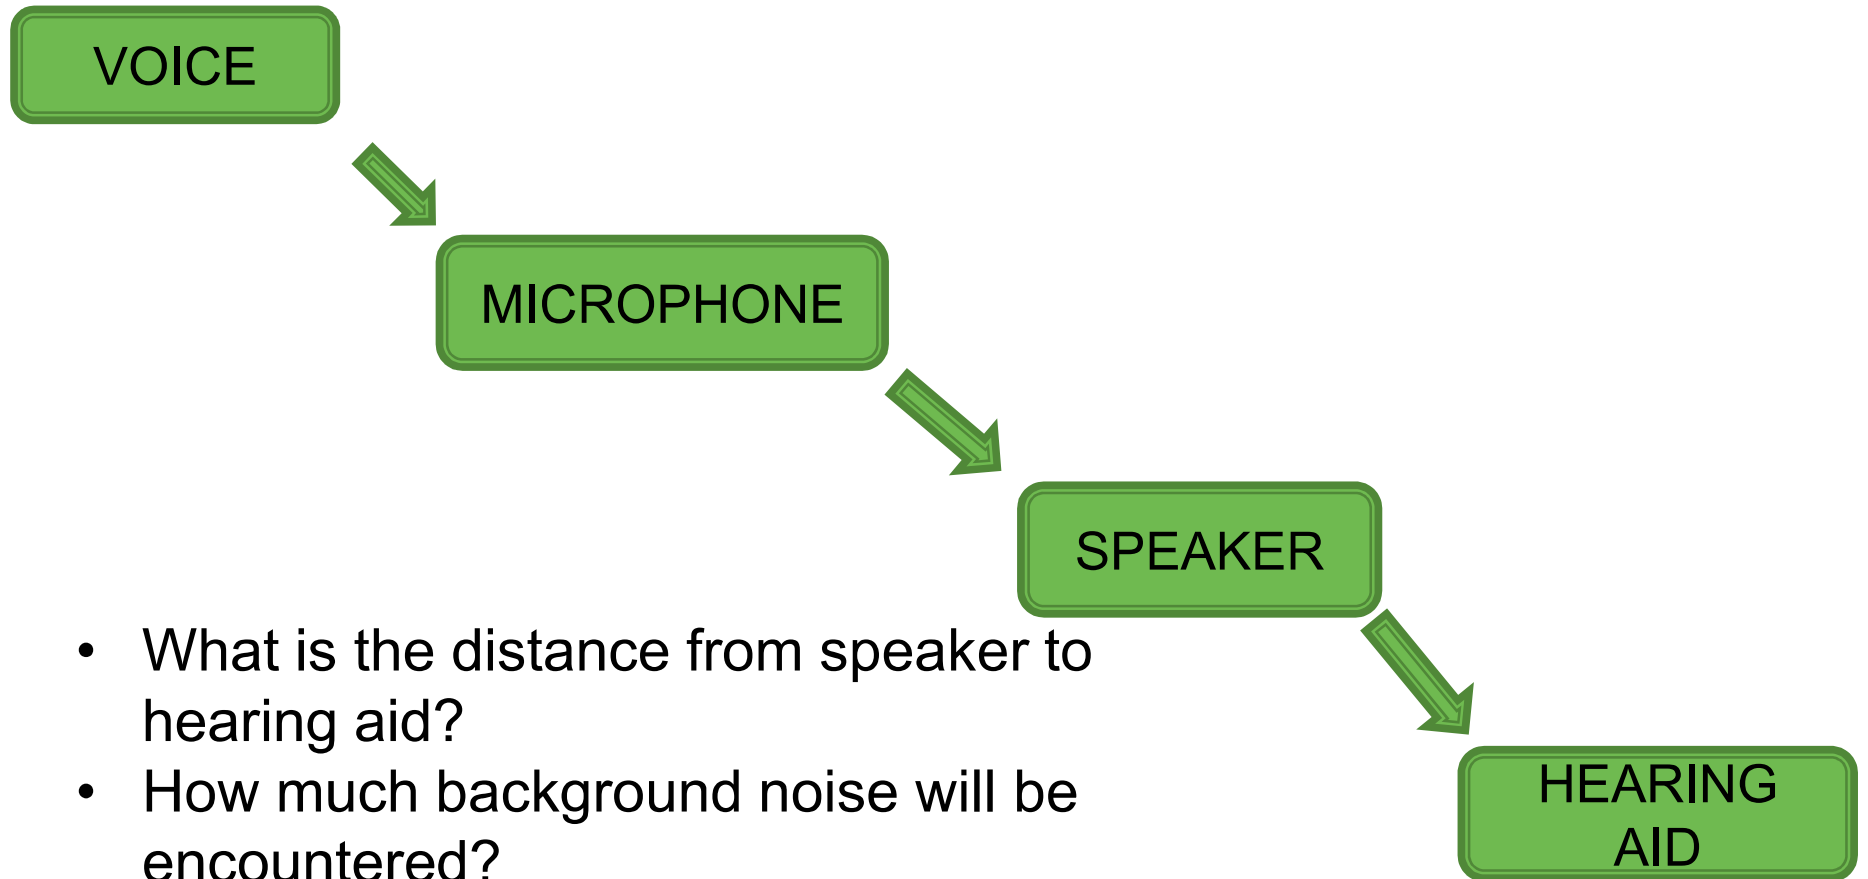 VOICE
MICROPHONE
SPEAKER
• What is the distance from speaker to
hearing aid?
• How much background noise will be
encountered?
HEARING
AID